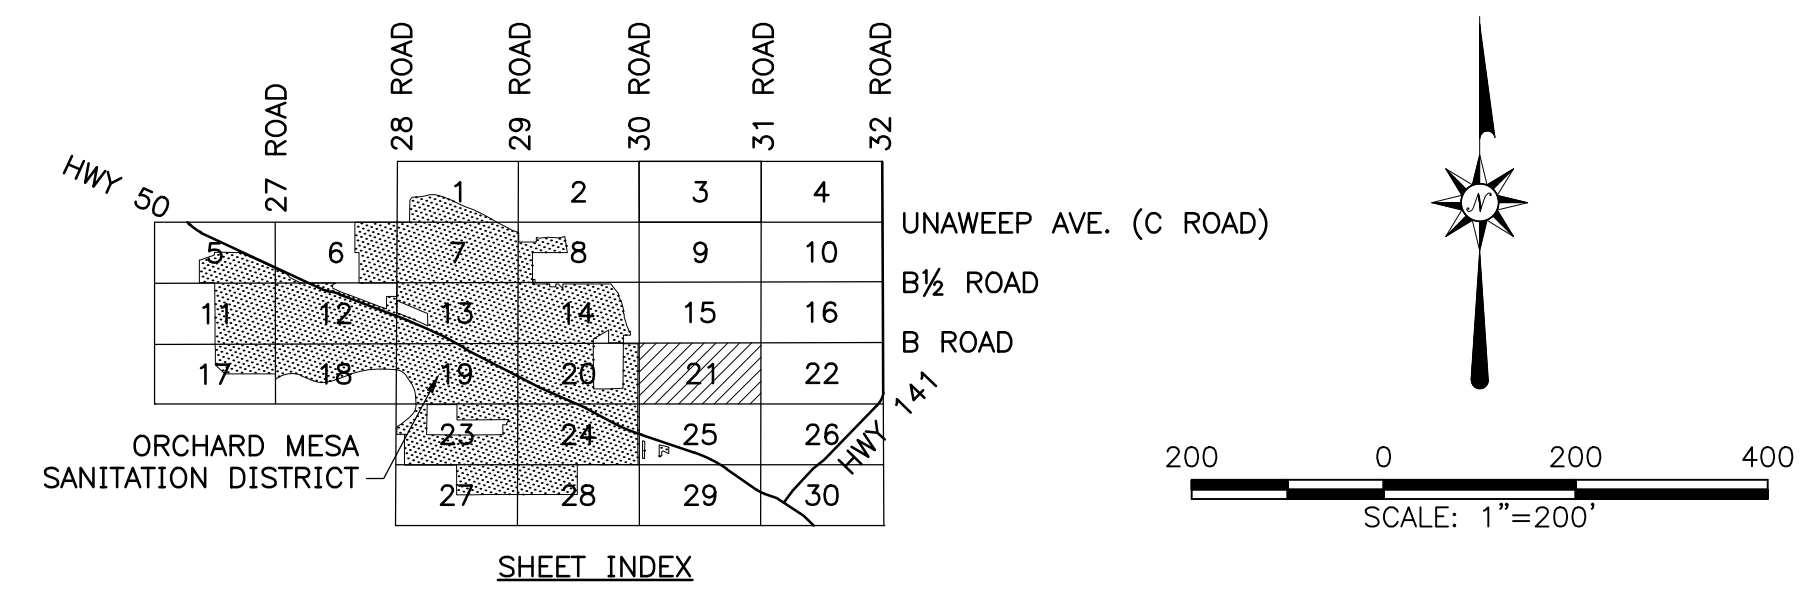 HWY 50
27 ROAD
28 ROAD
29 ROAD
30 ROAD
31 ROAD
32 ROAD
1 2 3 4
UNAWEEP AVE. (C ROAD)
5 6 7 8 9 10
B½ ROAD
11 12 13 14 15 16
B ROAD
17 18 19 20 21 22
HWY 141
23 24 25 26
27 28 29 30
ORCHARD MESA
SANITATION DISTRICT
SHEET INDEX
N
200 0 200 400
SCALE: 1"=200'